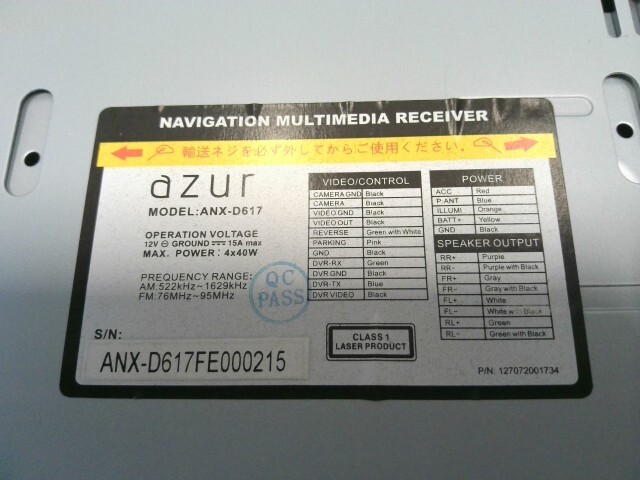 NAVIGATION MULTIMEDIA RECEIVER
輸送ネジを必ず外してからご使用ください。
azur
MODEL:ANX-D617
OPERATION VOLTAGE
12V ⊖ GROUND ⎓ 15A max
MAX. POWER: 4x40W
FREQUENCY RANGE:
AM:522kHz~1629kHz
FM:76MHz~95MHz
QC
PASS
S/N:
ANX-D617FE000215
VIDEO/CONTROL
CAMERA GND Black
CAMERA Black
VIDEO GND Black
VIDEO OUT Black
REVERSE Green with White
PARKING Pink
GND Black
DVR-RX Green
DVR GND Black
DVR-TX Blue
DVR VIDEO Black
CLASS 1
LASER PRODUCT
POWER
ACC Red
P.ANT Blue
ILLUMI Orange
BATT+ Yellow
GND Black
SPEAKER OUTPUT
RR+ Purple
RR- Purple with Black
FR+ Gray
FR- Gray with Black
FL+ White
FL- White with Black
RL+ Green
RL- Green with Black
P/N: 127072001734